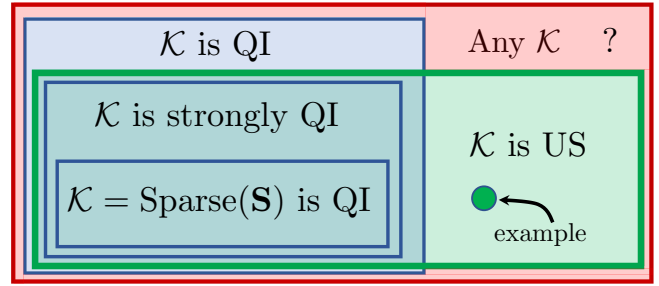 𝒦 is QI
Any 𝒦 ?
𝒦 is strongly QI
𝒦 is US
𝒦 = Sparse(𝐒) is QI
example